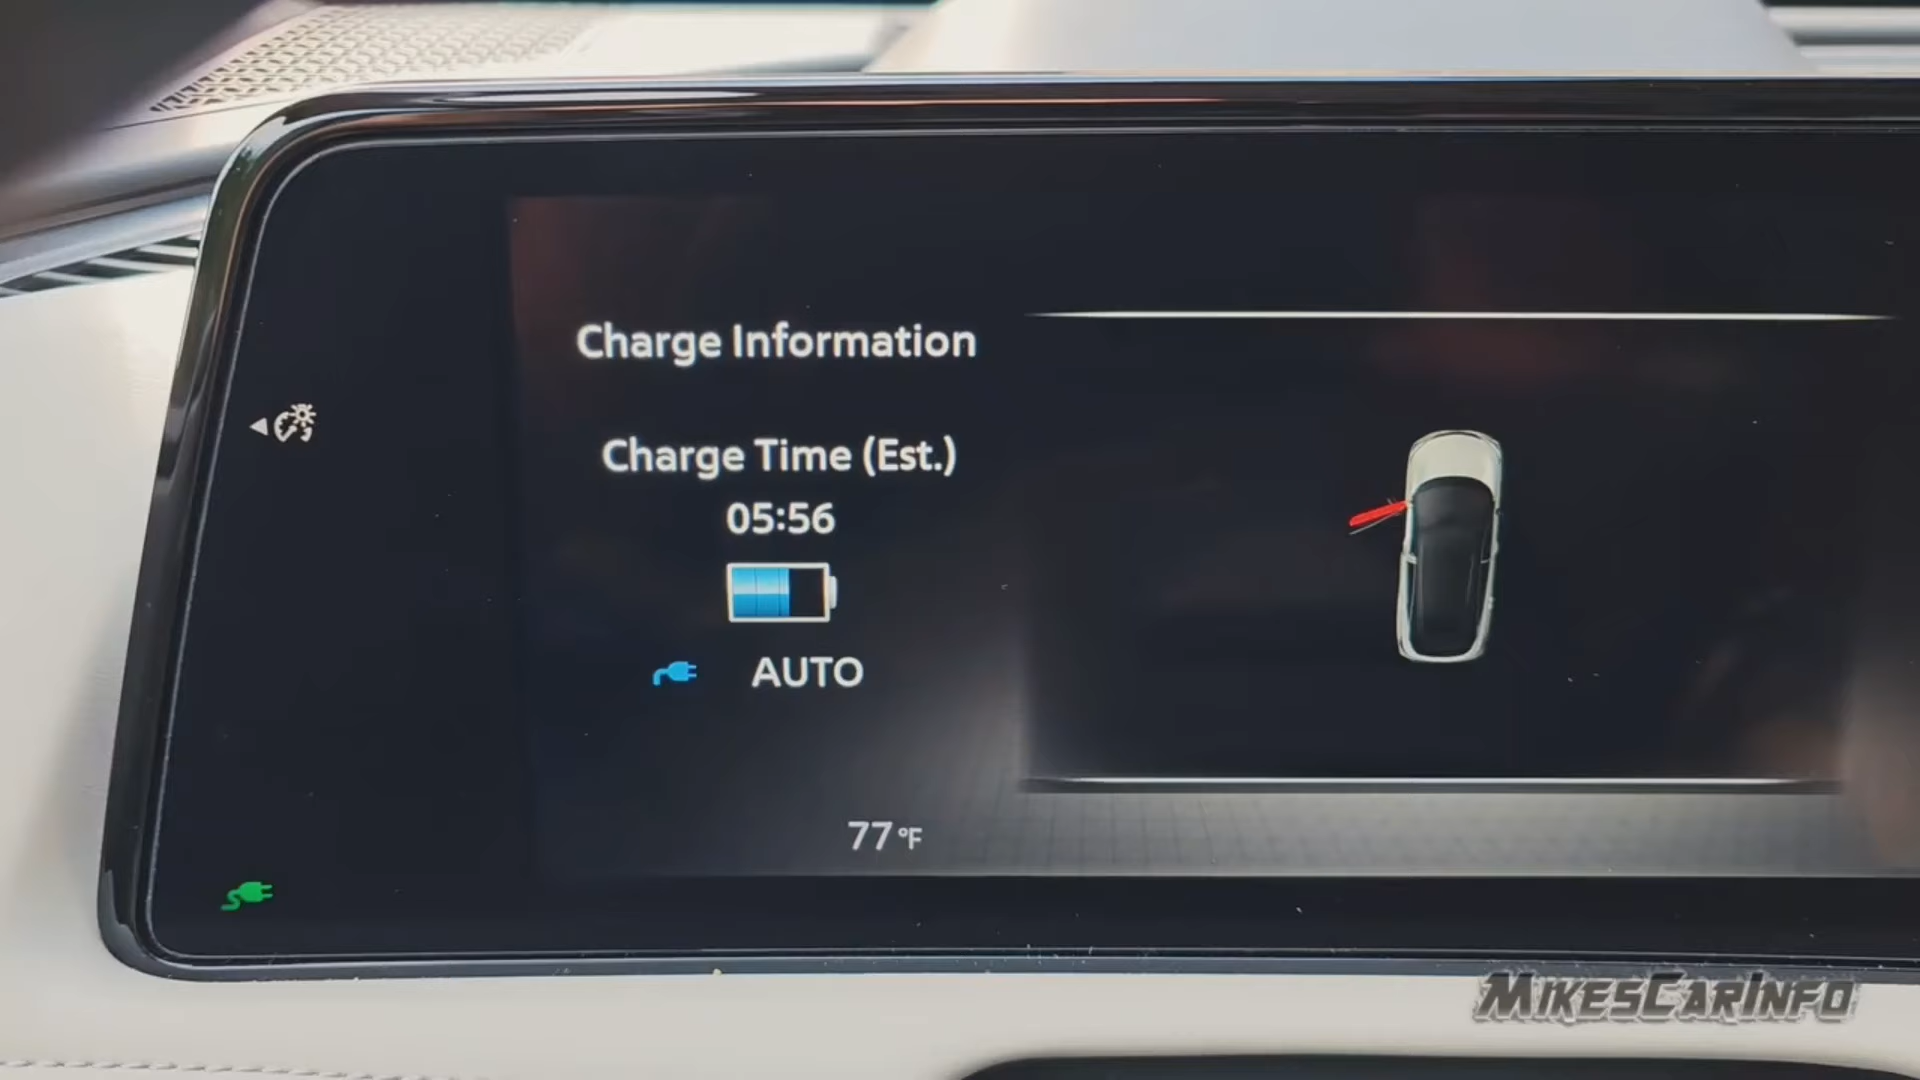 Charge Information
Charge Time (Est.)
05:56
AUTO
77°F
MIKESCARINFO